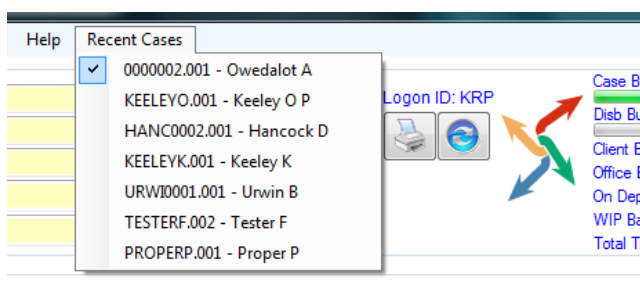 Help Recent Cases
0000002.001 - Owedalot A
KEELEYO.001 - Keeley O P
HANC0002.001 - Hancock D
KEELEYK.001 - Keeley K
URWI0001.001 - Urwin B
TESTERF.002 - Tester F
PROPERP.001 - Proper P
Logon ID: KRP
Case B
Disb Bu
Client B
Office B
On Dep
WIP Ba
Total T